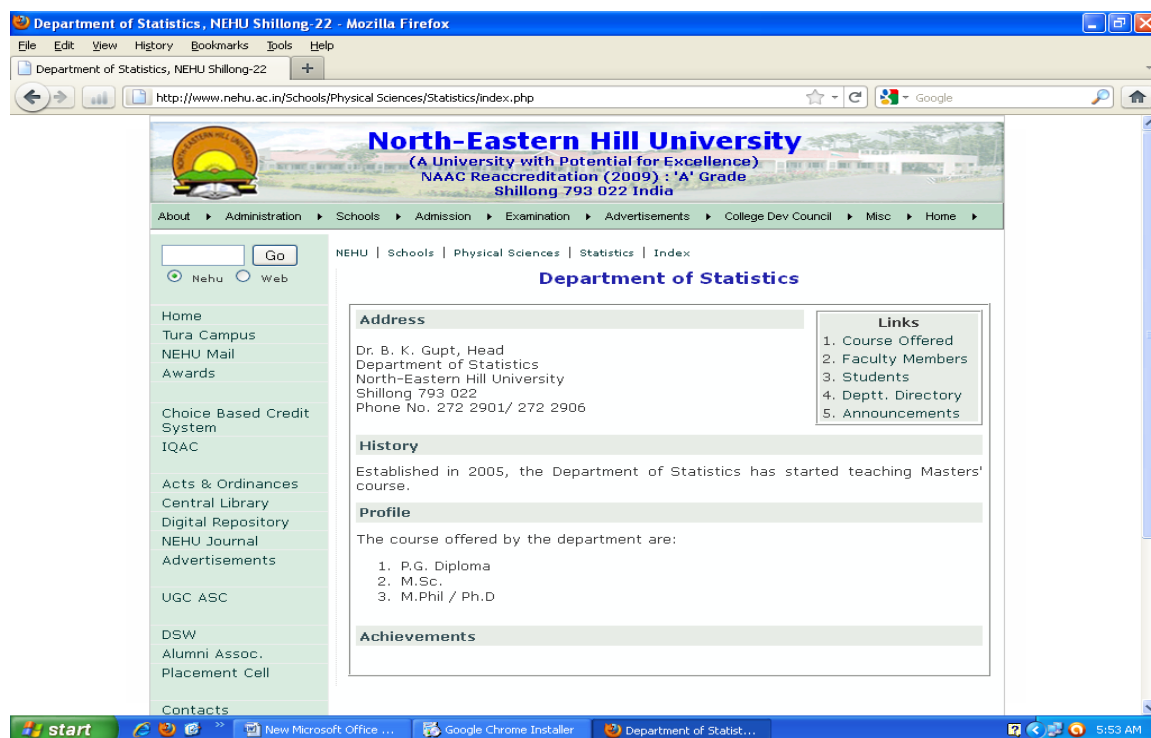 Department of Statistics, NEHU Shillong-22 - Mozilla Firefox
File Edit View History Bookmarks Tools Help
Department of Statistics, NEHU Shillong-22
http://www.nehu.ac.in/Schools/Physical Sciences/Statistics/index.php
Google
North-Eastern Hill University
(A University with Potential for Excellence)
NAAC Reaccreditation (2009) : 'A' Grade
Shillong 793 022 India
About Administration Schools Admission Examination Advertisements College Dev Council Misc Home
Go
Nehu Web
Home
Tura Campus
NEHU Mail
Awards
Choice Based Credit
System
IQAC
Acts & Ordinances
Central Library
Digital Repository
NEHU Journal
Advertisements
UGC ASC
DSW
Alumni Assoc.
Placement Cell
Contacts
NEHU | Schools | Physical Sciences | Statistics | Index
Department of Statistics
Address
Dr. B. K. Gupt, Head
Department of Statistics
North-Eastern Hill University
Shillong 793 022
Phone No. 272 2901/ 272 2906
Links
1. Course Offered
2. Faculty Members
3. Students
4. Deptt. Directory
5. Announcements
History
Established in 2005, the Department of Statistics has started teaching Masters'
course.
Profile
The course offered by the department are:
1. P.G. Diploma
2. M.Sc.
3. M.Phil / Ph.D
Achievements
start
New Microsoft Office ...
Google Chrome Installer
Department of Statist...
5:53 AM